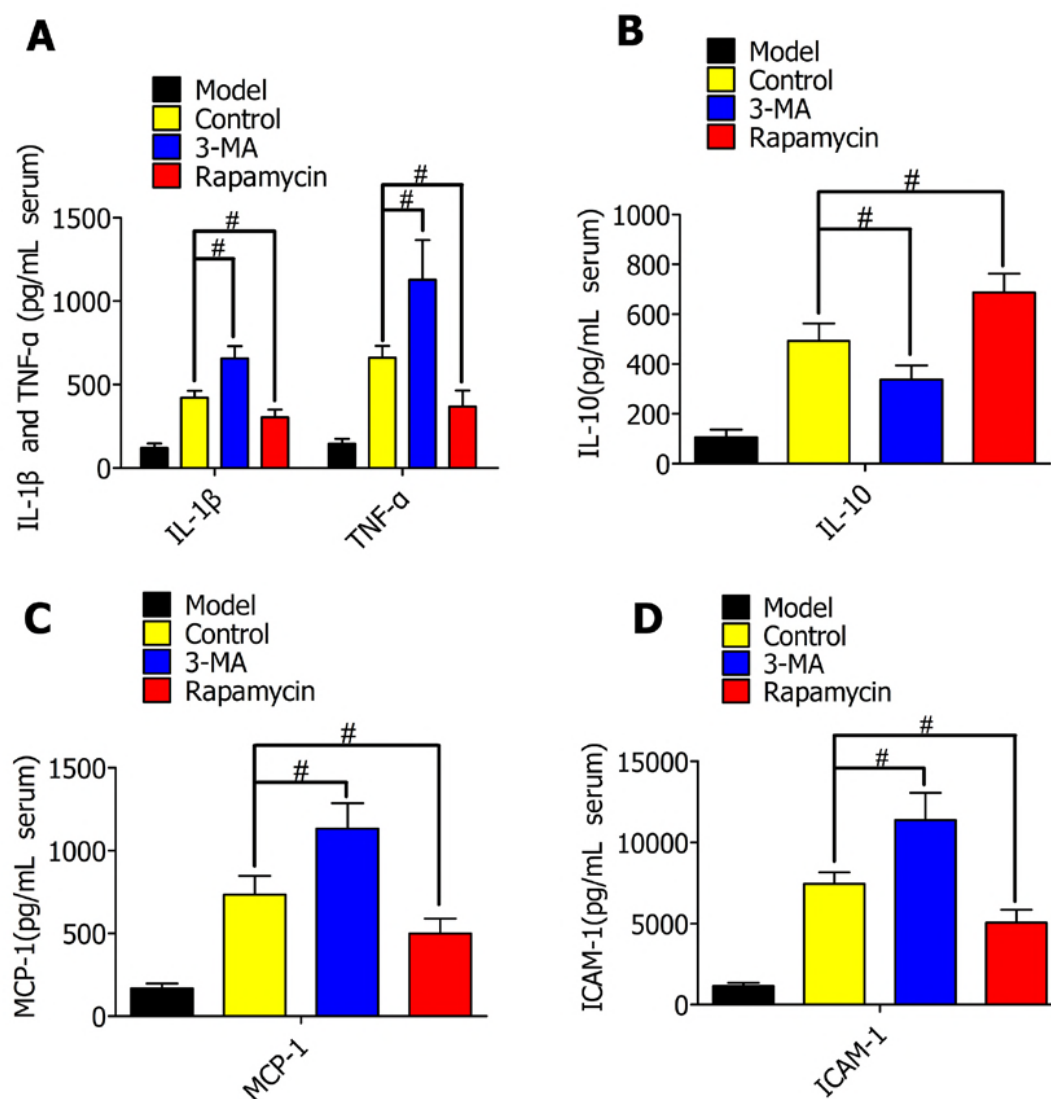 A
Model
Control
3-MA
Rapamycin
IL-1β and TNF-α (pg/mL serum)
1500
1000
500
0
#
#
#
#
IL-1β
TNF-α
B
Model
Control
3-MA
Rapamycin
IL-10(pg/mL serum)
1000
800
600
400
200
0
#
#
IL-10
C
Model
Control
3-MA
Rapamycin
MCP-1(pg/mL serum)
1500
1000
500
0
#
#
MCP-1
D
Model
Control
3-MA
Rapamycin
ICAM-1(pg/mL serum)
15000
10000
5000
0
#
#
ICAM-1